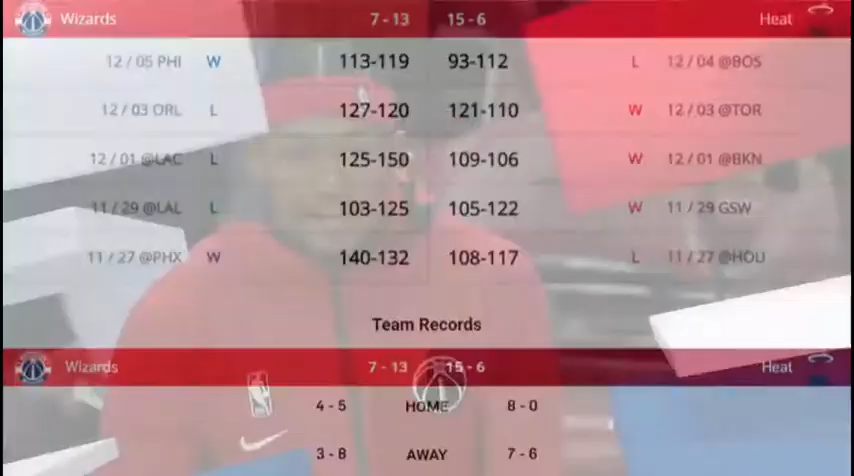 Wizards 7 - 13 15 - 6 Heat
12 / 05 PHI W 113-119 93-112 L 12 / 04 @BOS
12 / 03 ORL L 127-120 121-110 W 12 / 03 @TOR
12 / 01 @LAC L 125-150 109-106 W 12 / 01 @BKN
11 / 29 @LAL L 103-125 105-122 W 11 / 29 GSW
11 / 27 @PHX W 140-132 108-117 L 11 / 27 @HOU
Team Records
Wizards 7 - 13 15 - 6 Heat
4 - 5 HOME 8 - 0
3 - 8 AWAY 7 - 6